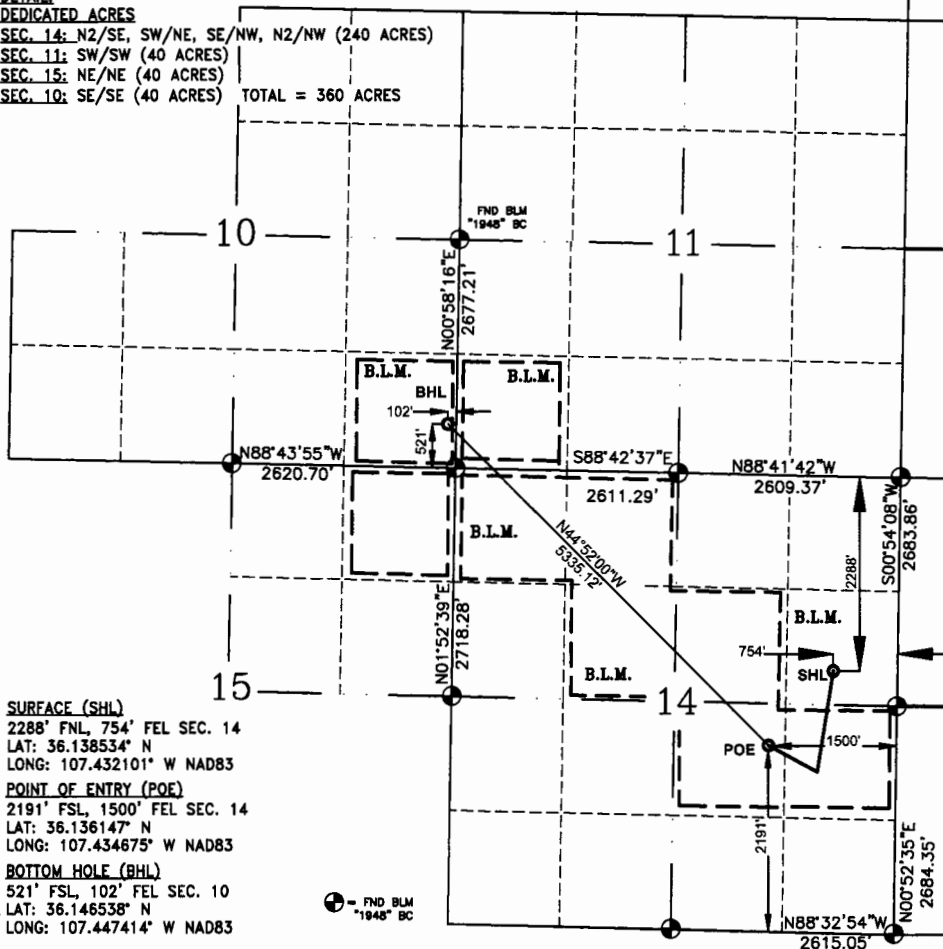 DEDICATED ACRES
SEC. 14: N2/SE, SW/NE, SE/NW, N2/NW (240 ACRES)
SEC. 11: SW/SW (40 ACRES)
SEC. 15: NE/NE (40 ACRES)
SEC. 10: SE/SE (40 ACRES) TOTAL = 360 ACRES
FND BLM
"1948" BC
10
11
N00°58'16"E
2677.21'
B.L.M.
B.L.M.
BHL
102'
521'
N88°43'55"W
2620.70'
S88°42'37"E
2611.29'
N88°41'42"W
2609.37'
S00°54'08"W
2683.86'
B.L.M.
N44°52'00"W
5335.12'
2288'
N01°52'39"E
2718.28'
B.L.M.
754'
SHL
B.L.M.
15
14
POE
1500'
2191'
N00°52'35"E
2684.35'
N88°32'54"W
2615.05'
SURFACE (SHL)
2288' FNL, 754' FEL SEC. 14
LAT: 36.138534° N
LONG: 107.432101° W NAD83
POINT OF ENTRY (POE)
2191' FSL, 1500' FEL SEC. 14
LAT: 36.136147° N
LONG: 107.434675° W NAD83
BOTTOM HOLE (BHL)
521' FSL, 102' FEL SEC. 10
LAT: 36.146538° N
LONG: 107.447414° W NAD83
- FND BLM
"1948" BC